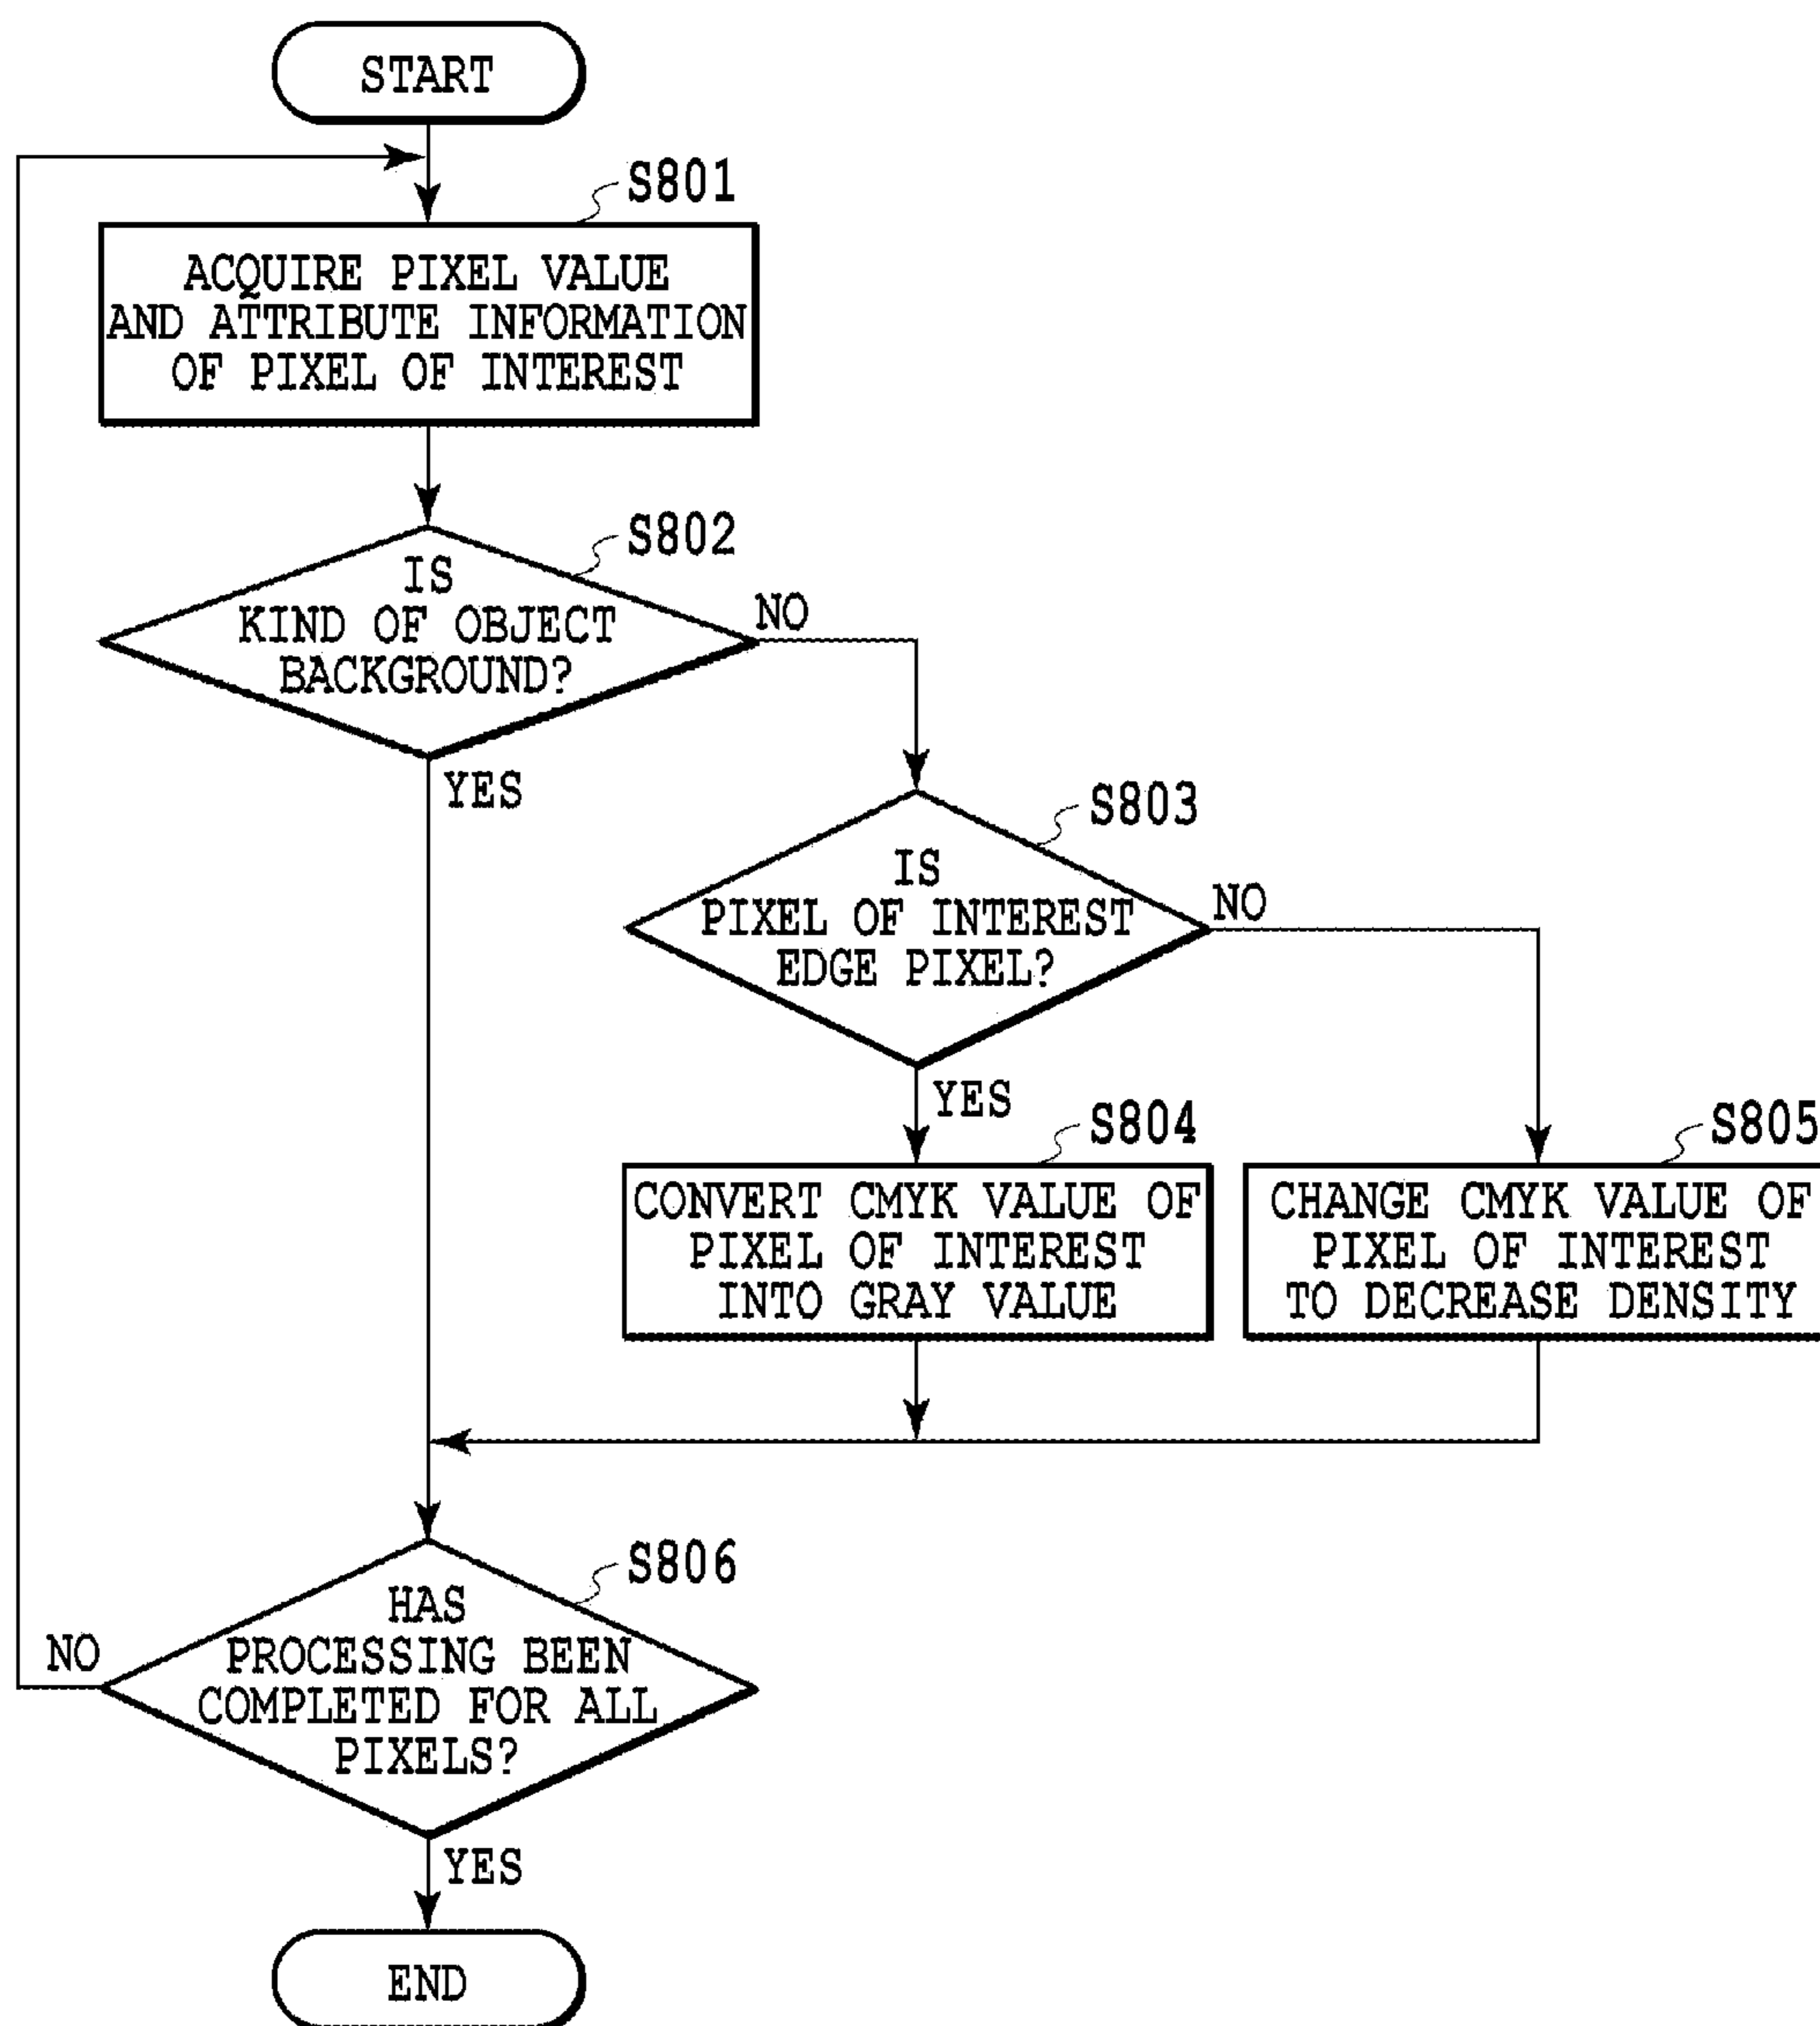 START
S801
ACQUIRE PIXEL VALUE
AND ATTRIBUTE INFORMATION
OF PIXEL OF INTEREST
S802
IS
KIND OF OBJECT
BACKGROUND?
NO
YES
S803
IS
PIXEL OF INTEREST
EDGE PIXEL?
NO
YES
S804
CONVERT CMYK VALUE OF
PIXEL OF INTEREST
INTO GRAY VALUE
S805
CHANGE CMYK VALUE OF
PIXEL OF INTEREST
TO DECREASE DENSITY
S806
HAS
PROCESSING BEEN
COMPLETED FOR ALL
PIXELS?
NO
YES
END